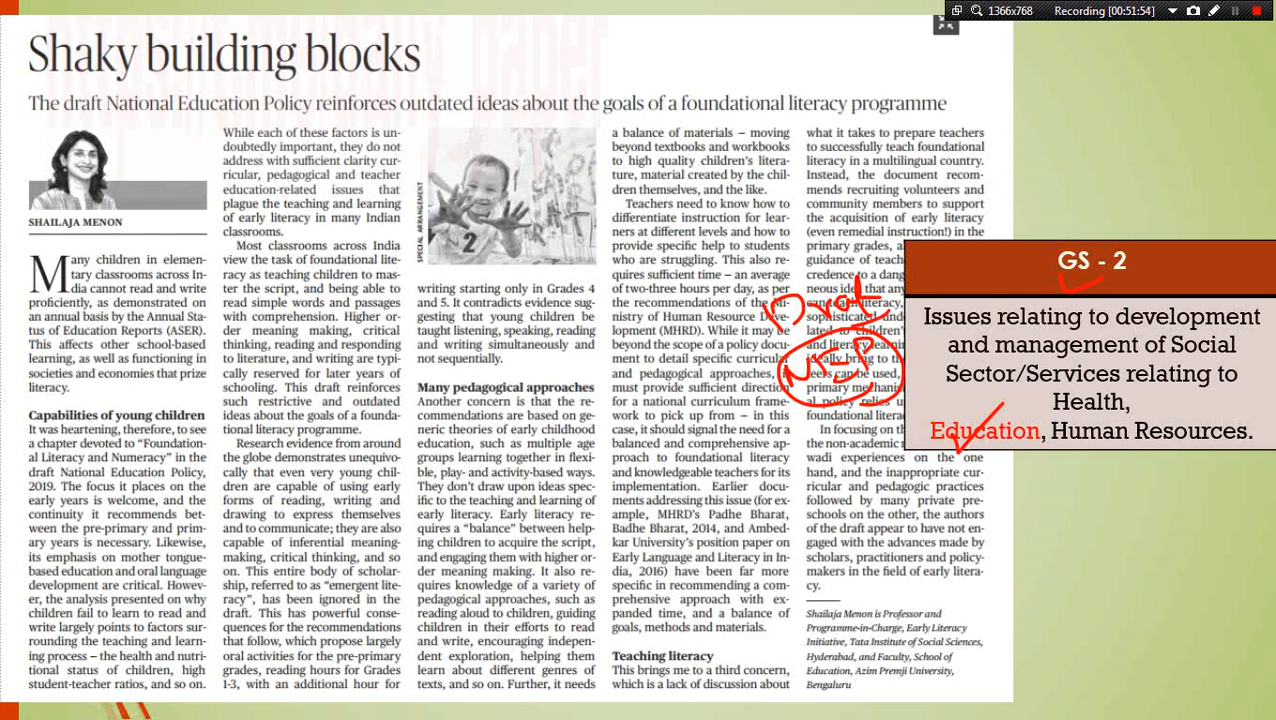 1366x768
Recording [00:51:54]
Shaky building blocks
The draft National Education Policy reinforces outdated ideas about the goals of a foundational literacy programme
SHAILAJA MENON
Many children in elemen-
tary classrooms across In-
dia cannot read and write
proficiently, as demonstrated on
an annual basis by the Annual Sta-
tus of Education Reports (ASER).
This affects other school-based
learning, as well as functioning in
societies and economies that prize
literacy.
Capabilities of young children
It was heartening, therefore, to see
a chapter devoted to “Foundation-
al Literacy and Numeracy” in the
draft National Education Policy,
2019. The focus it places on the
early years is welcome, and the
continuity it recommends bet-
ween the pre-primary and prim-
ary years is necessary. Likewise,
its emphasis on mother tongue-
based education and oral language
development are critical. Howev-
er, the analysis presented on why
children fail to learn to read and
write largely points to factors sur-
rounding the teaching and learn-
ing process – the health and nutri-
tional status of children, high
student-teacher ratios, and so on.
While each of these factors is un-
doubtedly important, they do not
address with sufficient clarity cur-
ricular, pedagogical and teacher
education-related issues that
plague the teaching and learning
of early literacy in many Indian
classrooms.
Most classrooms across India
view the task of foundational lite-
racy as teaching children to mas-
ter the script, and being able to
read simple words and passages
with comprehension. Higher or-
der meaning making, critical
thinking, reading and responding
to literature, and writing are typi-
cally reserved for later years of
schooling. This draft reinforces
such restrictive and outdated
ideas about the goals of a founda-
tional literacy programme.
Research evidence from around
the globe demonstrates unequivo-
cally that even very young chil-
dren are capable of using early
forms of reading, writing and
drawing to express themselves
and to communicate; they are also
capable of inferential meaning-
making, critical thinking, and so
on. This entire body of scholar-
ship, referred to as “emergent lite-
racy”, has been ignored in the
draft. This has powerful conse-
quences for the recommendations
that follow, which propose largely
oral activities for the pre-primary
grades, reading hours for Grades
1-3, with an additional hour for
SPECIAL ARRANGEMENT
2
writing starting only in Grades 4
and 5. It contradicts evidence sug-
gesting that young children be
taught listening, speaking, reading
and writing simultaneously and
not sequentially.
Many pedagogical approaches
Another concern is that the
recommendations are based on ge-
neric theories of early childhood
education, such as multiple age
groups learning together in flexi-
ble, play- and activity-based ways.
They don’t draw upon ideas spec-
ific to the teaching and learning of
early literacy. Early literacy re-
quires a “balance” between help-
ing children to acquire the script,
and engaging them with higher or-
der meaning making. It also re-
quires knowledge of a variety of
pedagogical approaches, such as
reading aloud to children, guiding
children in their efforts to read
and write, encouraging indepen-
dent exploration, helping them
learn about different genres of
texts, and so on. Further, it needs
a balance of materials – moving
beyond textbooks and workbooks
to high quality children’s litera-
ture, material created by the chil-
dren themselves, and the like.
Teachers need to know how to
differentiate instruction for lear-
ners at different levels and how to
provide specific help to students
who are struggling. This also re-
quires sufficient time – an average
of two-three hours per day, as per
the recommendations of the Mi-
nistry of Human Resource Deve-
lopment (MHRD). While it may be
beyond the scope of a policy docu-
ment to detail specific curricular
and pedagogical approaches,
must provide sufficient direction
for a national curriculum frame-
work to pick up from – in this
case, it should signal the need for a
balanced and comprehensive ap-
proach to foundational literacy
and knowledgeable teachers for its
implementation. Earlier docu-
ments addressing this issue (for ex-
ample, MHRD’s Padhe Bharat,
Badhe Bharat, 2014, and Ambed-
kar University’s position paper on
Early Language and Literacy in In-
dia, 2016) have been far more
specific in recommending a com-
prehensive approach with ex-
panded time, and a balance of
goals, methods and materials.
Teaching literacy
This brings me to a third concern,
which is a lack of discussion about
what it takes to prepare teachers
to successfully teach foundational
literacy in a multilingual country.
Instead, the document recom-
mends recruiting volunteers and
community members to support
the acquisition of early literacy
(even remedial instruction!) in the
primary grades, a
guidance of teach
credence to a dang
neous idea that any
can teach literacy.
sophisticated und
lated to children’s
and literacy learnin
ideally bring to th
can be used,
primary mechani
al policy relies
foundational litera
In focusing on th
the non-academic
wadi experiences on the one
hand, and the inappropriate cur-
ricular and pedagogic practices
followed by many private pre-
schools on the other, the authors
of the draft appear to have not en-
gaged with the advances made by
scholars, practitioners and policy-
makers in the field of early litera-
cy.
Shailaja Menon is Professor and
Programme-in-Charge, Early Literacy
Initiative, Tata Institute of Social Sciences,
Hyderabad, and Faculty, School of
Education, Azim Premji University,
Bengaluru
Draft
NEP
GS - 2
Issues relating to development
and management of Social
Sector/Services relating to
Health,
Education, Human Resources.